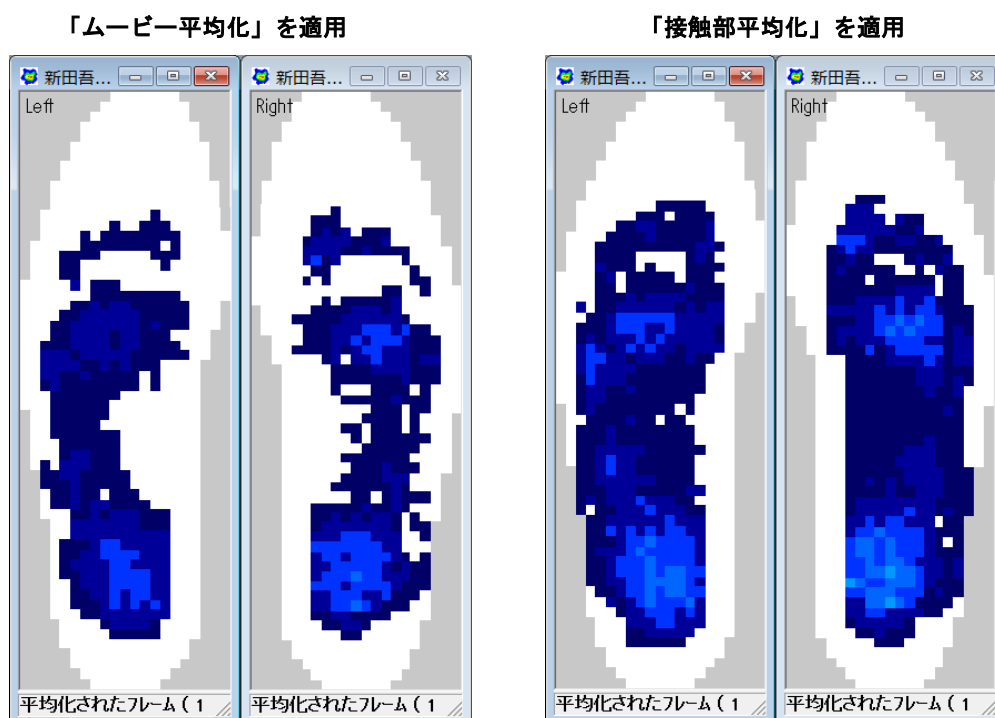 「ムービー平均化」を適用
「接触部平均化」を適用
新田吾...
新田吾...
新田吾...
新田吾...
Left
Right
Left
Right
平均化されたフレーム ( 1
平均化されたフレーム ( 1
平均化されたフレーム ( 1
平均化されたフレーム ( 1